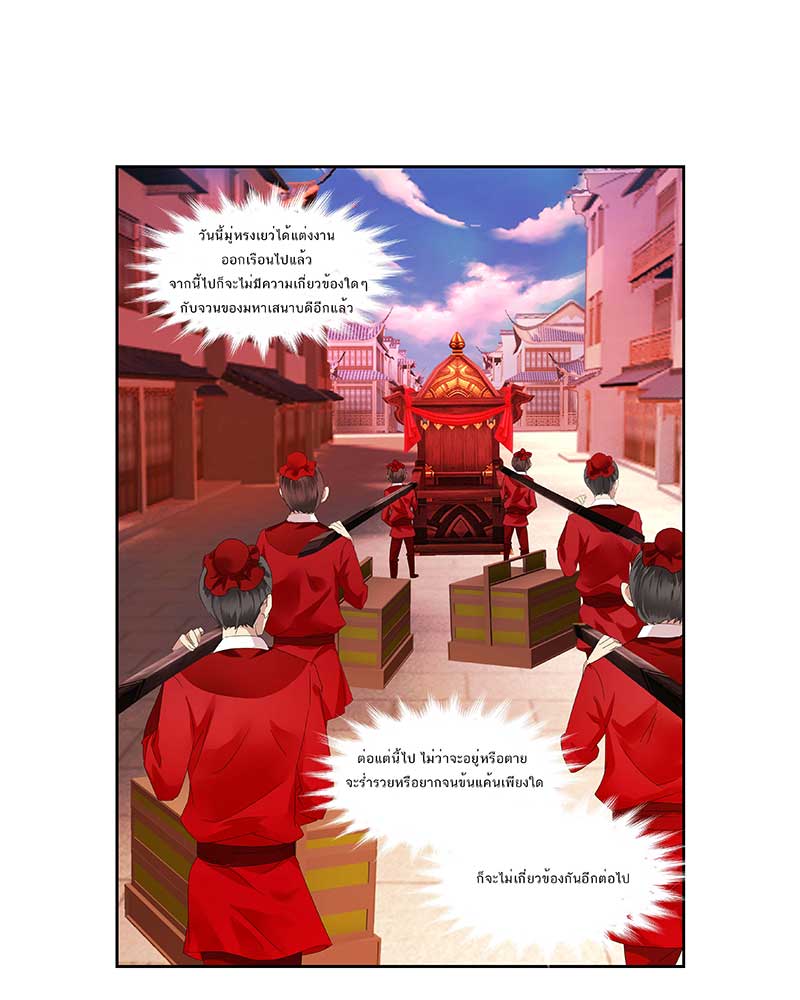 วันนี้มู่หรงเยว่ได้แต่งงาน
ออกเรือนไปแล้ว
จากนี้ไปก็จะไม่มีความเกี่ยวข้องใดๆ
กับจวนของมหาเสนาบดีอีกแล้ว
ต่อแต่นี้ไป ไม่ว่าจะอยู่หรือตาย
จะร่ำรวยหรือยากจนข้นแค้นเพียงใด
ก็จะไม่เกี่ยวข้องกันอีกต่อไป